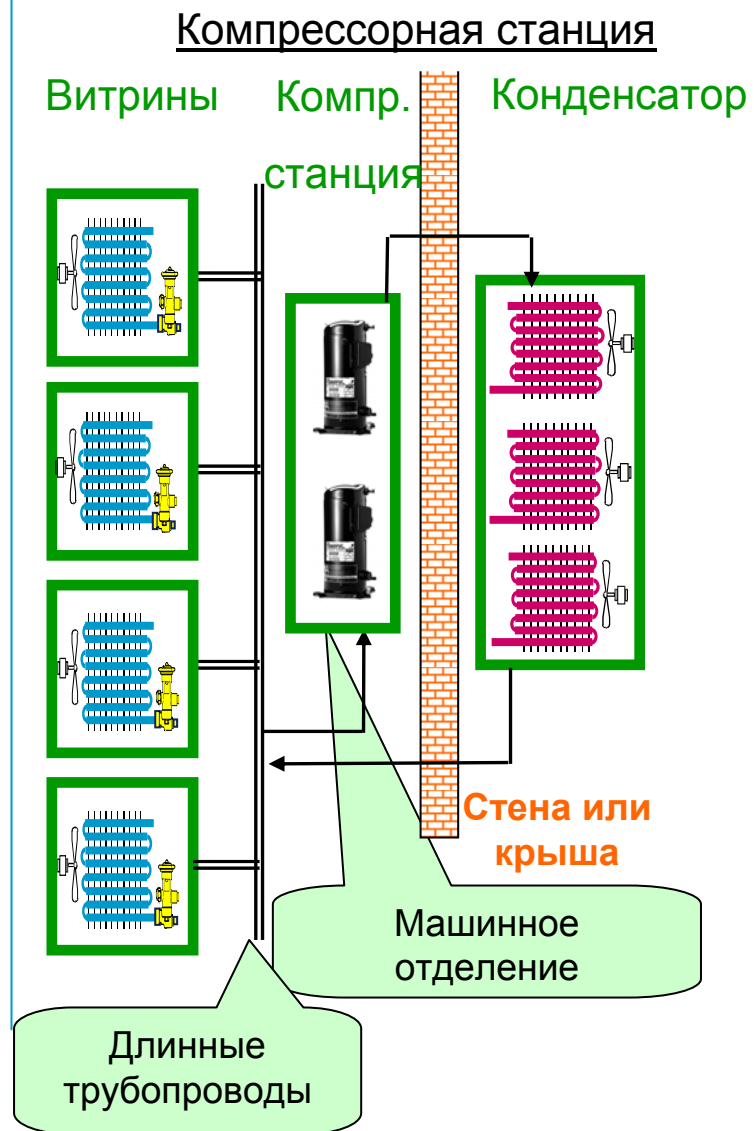 Компрессорная станция
Витрины
Компр.
станция
Конденсатор
Стена или
крыша
Машинное
отделение
Длинные
трубопроводы